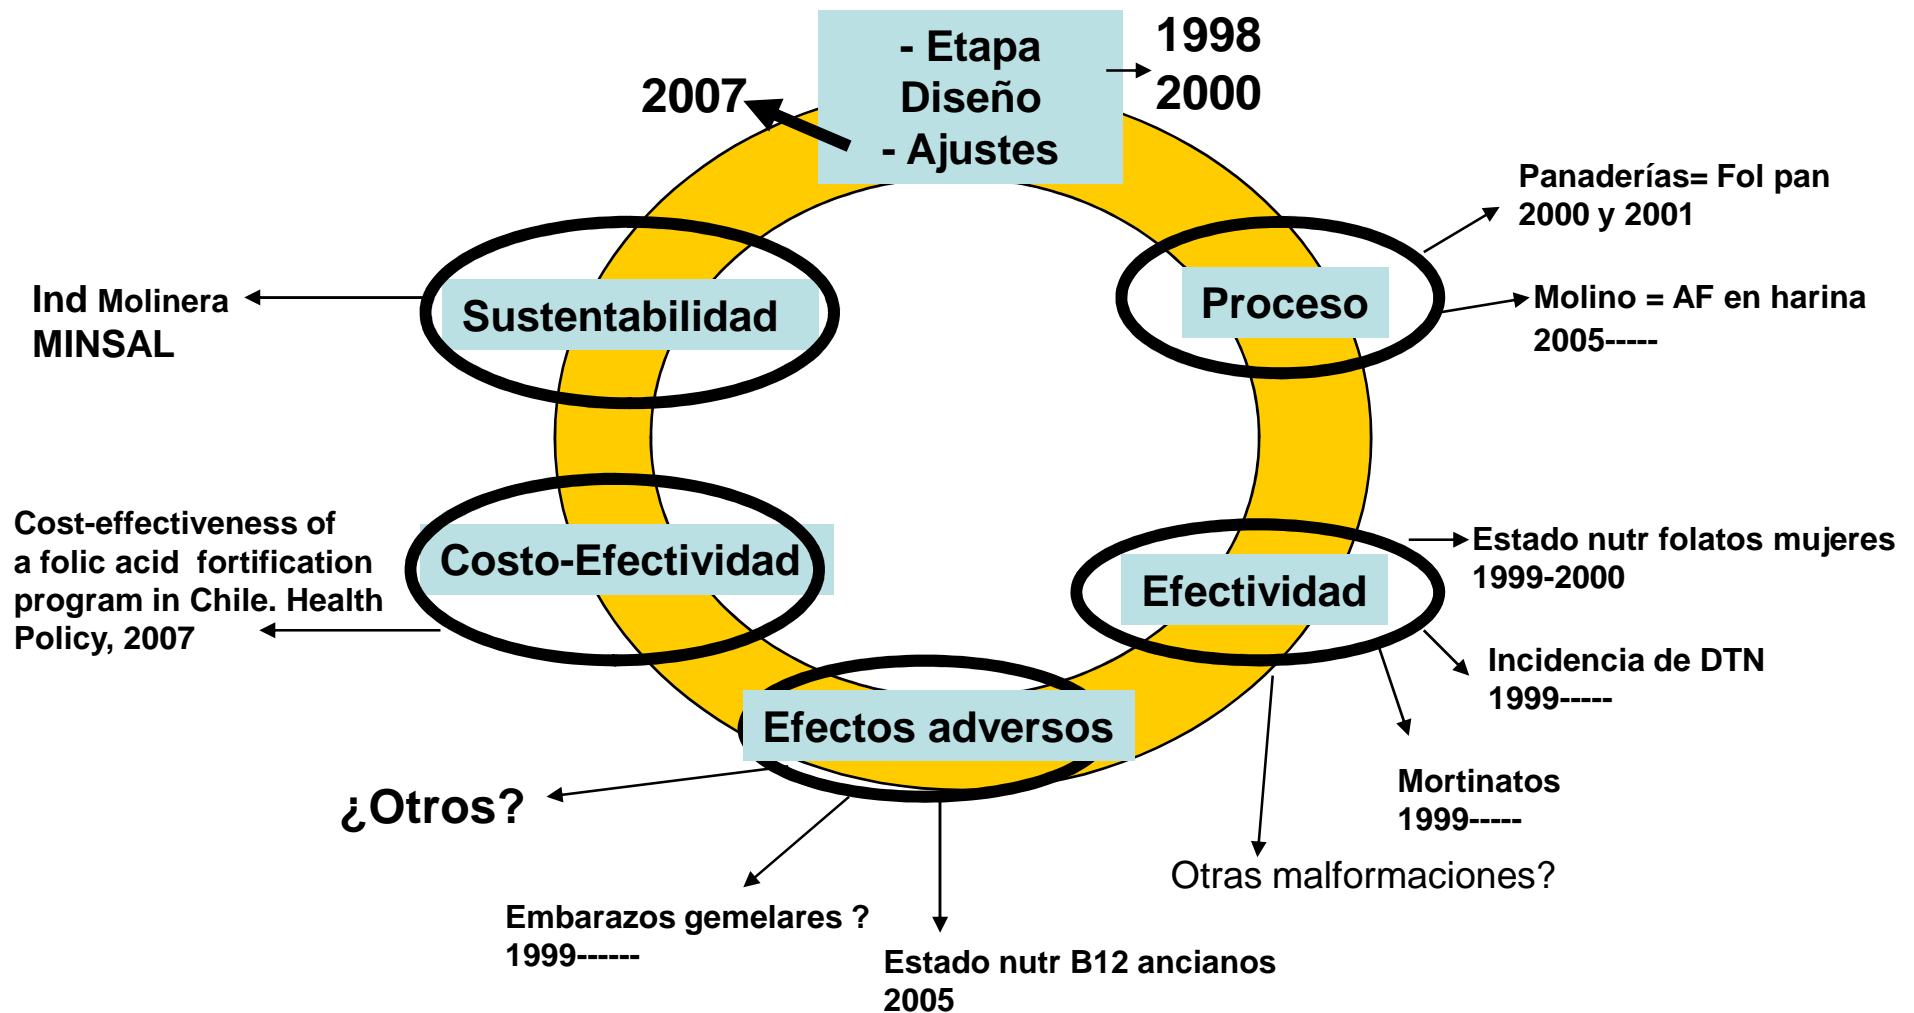 - Etapa
Diseño
- Ajustes
1998
2000
2007
Panaderías= Fol pan
2000 y 2001
Proceso
Molino = AF en harina
2005-----
Sustentabilidad
Ind Molinera
MINSAL
Cost-effectiveness of
a folic acid fortification
program in Chile. Health
Policy, 2007
Costo-Efectividad
Efectividad
Estado nutr folatos mujeres
1999-2000
Incidencia de DTN
1999-----
Mortinatos
1999-----
Otras malformaciones?
Efectos adversos
¿Otros?
Embarazos gemelares ?
1999------
Estado nutr B12 ancianos
2005